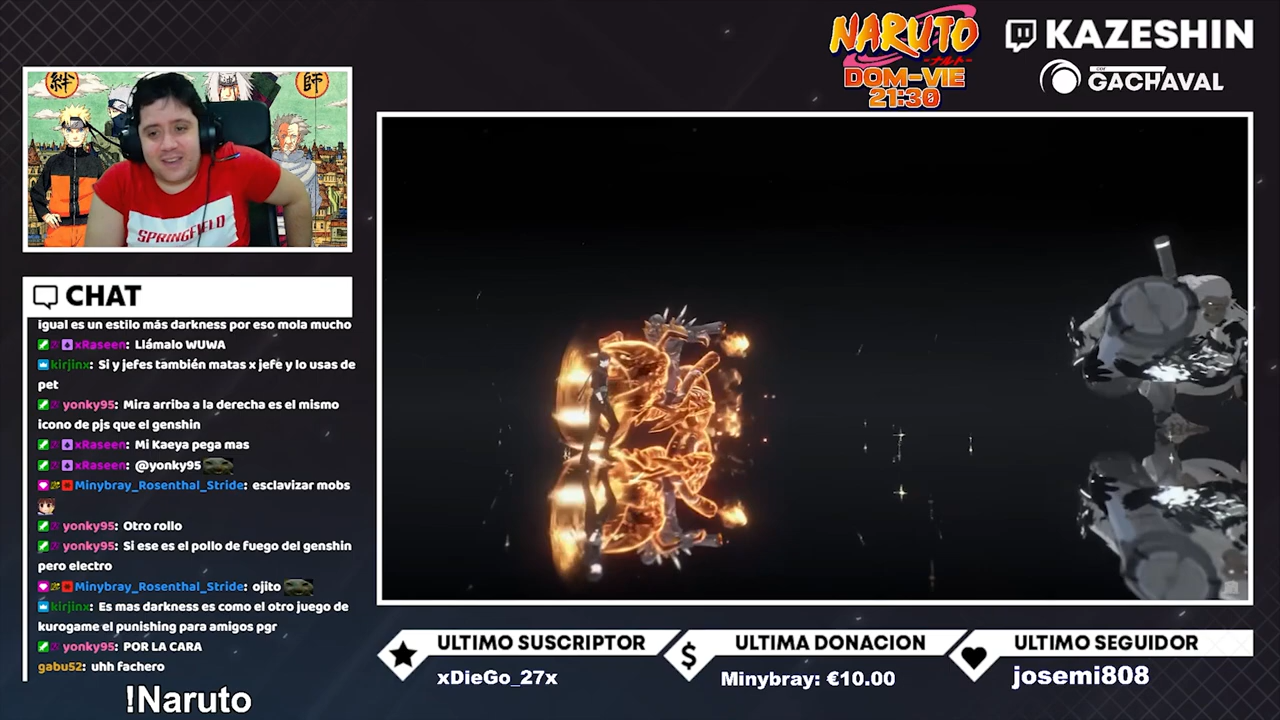 NARUTO
-ナルト-
DOM-VIE
21:30
KAZESHIN
GACHAVAL
絆
師
SPRINGFIELD
CHAT
igual es un estilo más darkness por eso mola mucho
xRaseen: Llámalo WUWA
kirjinx: Si y jefes también matas x jefe y lo usas de
pet
yonky95: Mira arriba a la derecha es el mismo
icono de pjs que el genshin
xRaseen: Mi Kaeya pega mas
xRaseen: @yonky95
Minybray_Rosenthal_Stride: esclavizar mobs
yonky95: Otro rollo
yonky95: Si ese es el pollo de fuego del genshin
pero electro
Minybray_Rosenthal_Stride: ojito
kirjinx: Es mas darkness es como el otro juego de
kurogame el punishing para amigos pgr
yonky95: POR LA CARA
gabu52: uhh fachero
!Naruto
ULTIMO SUSCRIPTOR
xDieGo_27x
ULTIMA DONACION
Minybray: €10.00
ULTIMO SEGUIDOR
josemi808